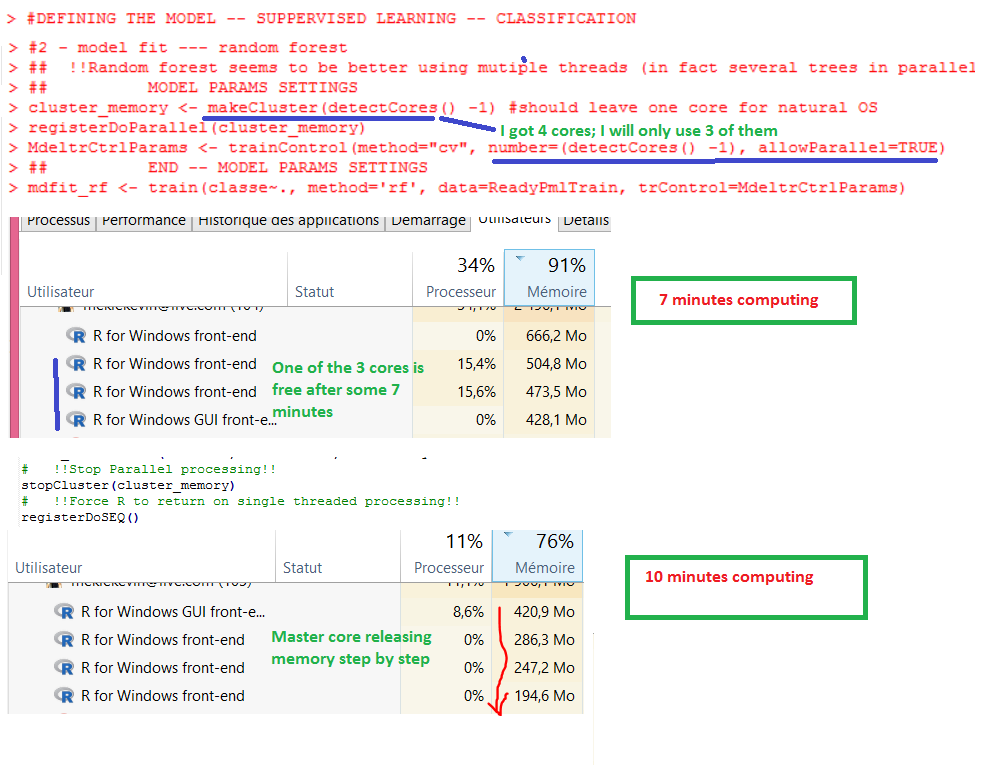 > #DEFINING THE MODEL -- SUPPERVISED LEARNING -- CLASSIFICATION
> #2 - model fit --- random forest
> ## !!Random forest seems to be better using mutiple threads (in fact several trees in parallel
> ## MODEL PARAMS SETTINGS
> cluster_memory <- makeCluster(detectCores() -1) #should leave one core for natural OS
> registerDoParallel(cluster_memory)
I got 4 cores; I will only use 3 of them
> MdeltrCtrlParams <- trainControl(method="cv", number=(detectCores() -1), allowParallel=TRUE)
> ## END -- MODEL PARAMS SETTINGS
> mdfit_rf <- train(classe~., method='rf', data=ReadyPmlTrain, trControl=MdeltrCtrlParams)
Processus Performance Historique des applications Démarrage Utilisateurs Détails
34% 91%
Utilisateur Statut Processeur Mémoire
R for Windows front-end 0% 666,2 Mo
R for Windows front-end 15,4% 504,8 Mo
R for Windows front-end 15,6% 473,5 Mo
R for Windows GUI front-e... 0% 428,1 Mo
One of the 3 cores is
free after some 7
minutes
7 minutes computing
# !!Stop Parallel processing!!
stopCluster(cluster_memory)
# !!Force R to return on single threaded processing!!
registerDoSEQ()
11% 76%
Utilisateur Statut Processeur Mémoire
R for Windows GUI front-e... 8,6% 420,9 Mo
R for Windows front-end 0% 286,3 Mo
R for Windows front-end 0% 247,2 Mo
R for Windows front-end 0% 194,6 Mo
Master core releasing
memory step by step
10 minutes computing